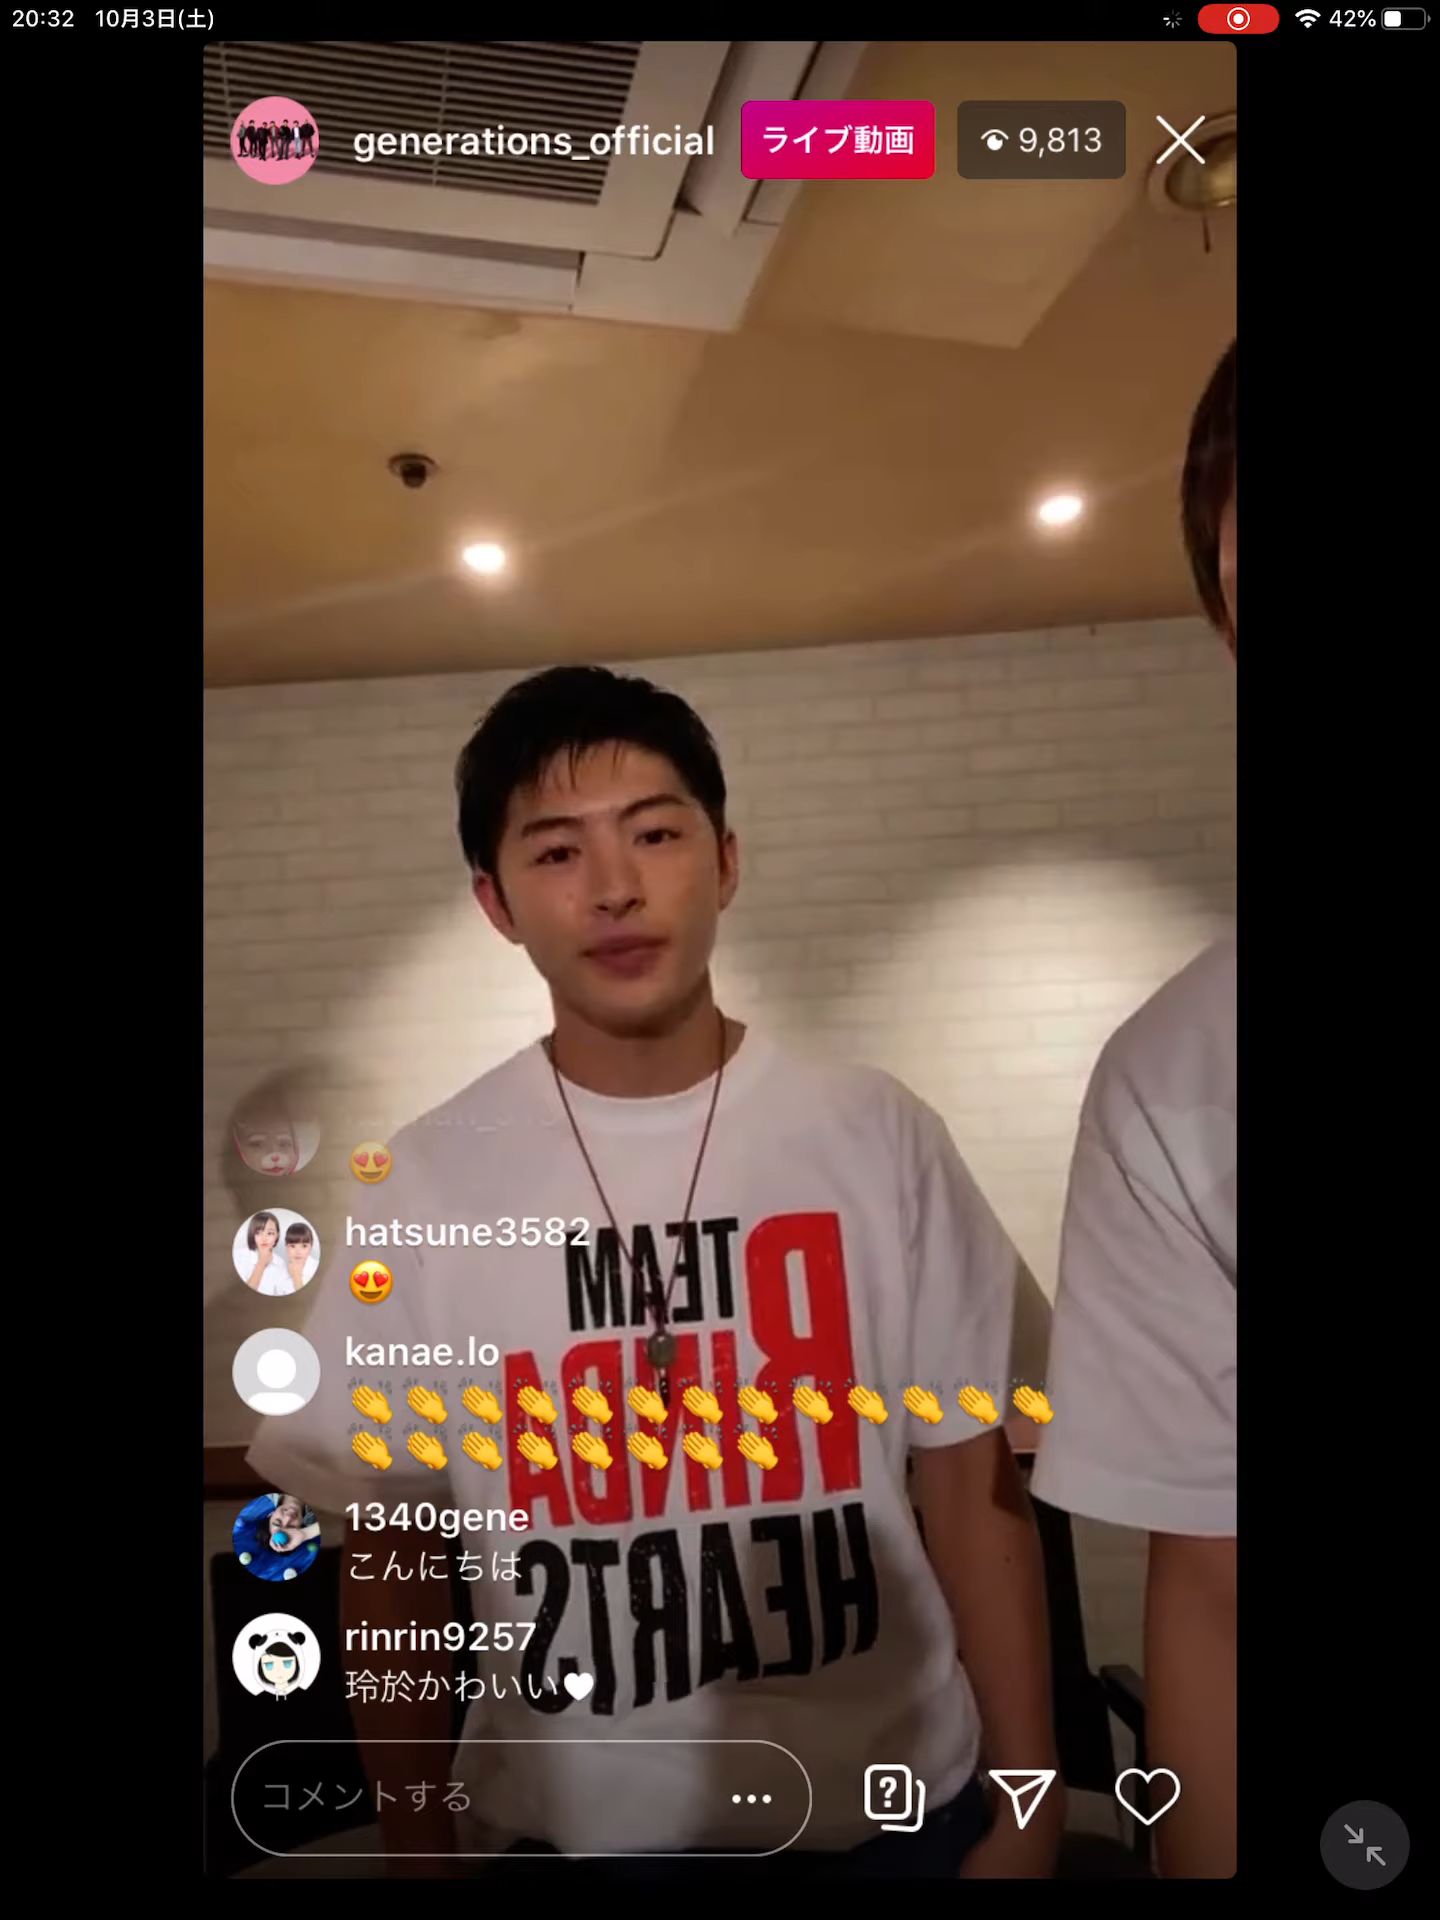 20:32 10月3日(土) 42%
generations_official ライブ動画 9,813
😍
hatsune3582
😍
kanae.lo
👏👏👏👏👏👏👏👏👏👏👏👏👏
👏👏👏👏👏👏👏👏
1340gene
こんにちは
rinrin9257
玲於かわいい🤍
TEAM
RINDA
HEARTS
コメントする